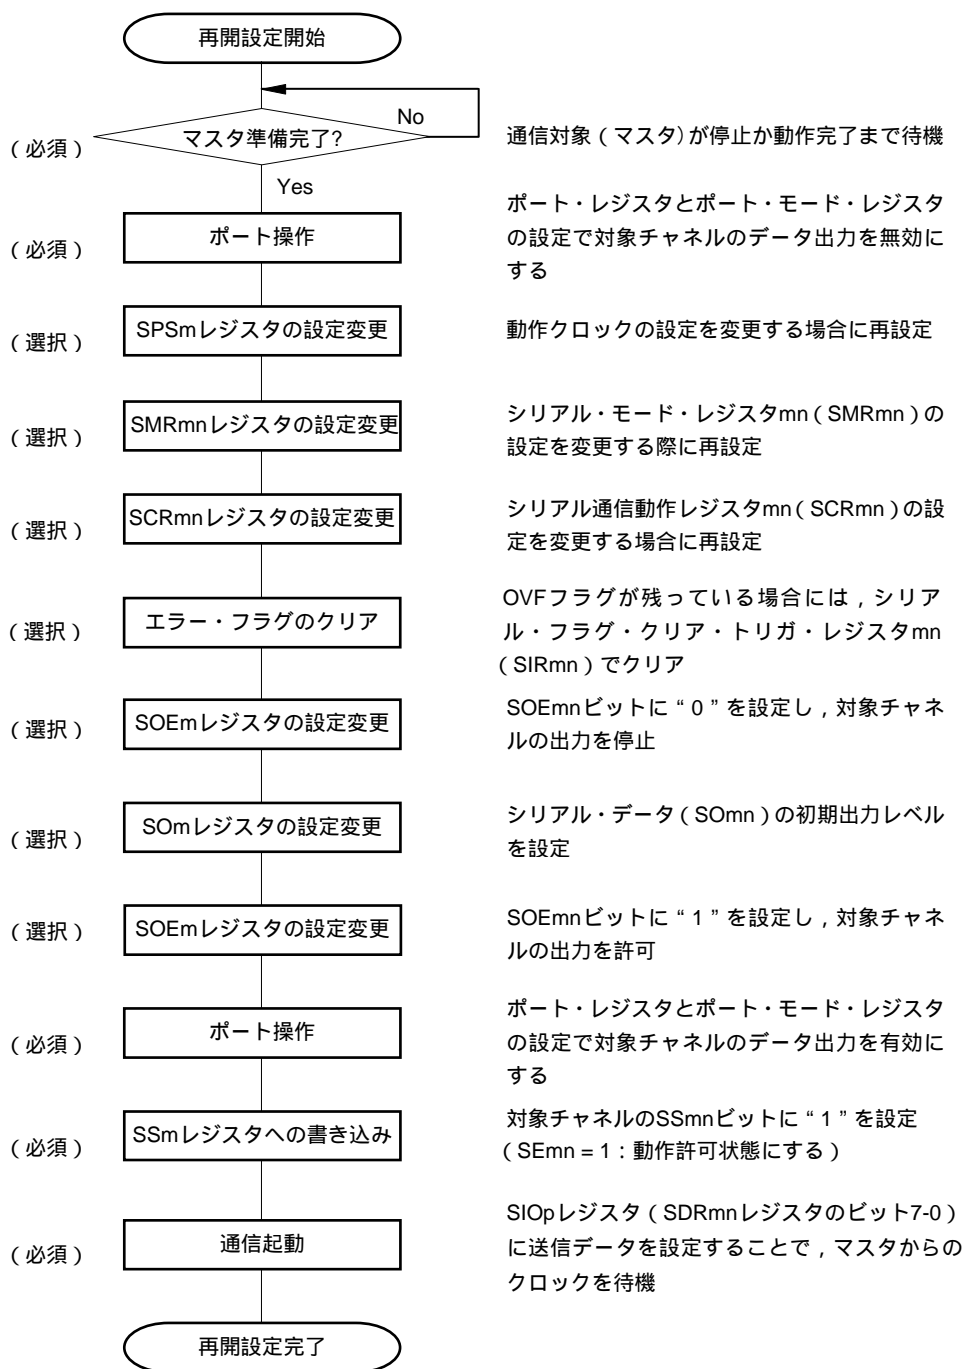 再開設定開始
No
(必須)
マスタ準備完了?
通信対象(マスタ)が停止か動作完了まで待機
Yes
(必須)
ポート操作
ポート・レジスタとポート・モード・レジスタ
の設定で対象チャネルのデータ出力を無効に
する
(選択)
SPSmレジスタの設定変更
動作クロックの設定を変更する場合に再設定
(選択)
SMRmnレジスタの設定変更
シリアル・モード・レジスタmn(SMRmn)の
設定を変更する際に再設定
(選択)
SCRmnレジスタの設定変更
シリアル通信動作レジスタmn(SCRmn)の設
定を変更する場合に再設定
(選択)
エラー・フラグのクリア
OVFフラグが残っている場合には,シリア
ル・フラグ・クリア・トリガ・レジスタmn
(SIRmn)でクリア
(選択)
SOEmレジスタの設定変更
SOEmnビットに“0”を設定し,対象チャネ
ルの出力を停止
(選択)
SOmレジスタの設定変更
シリアル・データ(SOmn)の初期出力レベル
を設定
(選択)
SOEmレジスタの設定変更
SOEmnビットに“1”を設定し,対象チャネ
ルの出力を許可
(必須)
ポート操作
ポート・レジスタとポート・モード・レジスタ
の設定で対象チャネルのデータ出力を有効に
する
(必須)
SSmレジスタへの書き込み
対象チャネルのSSmnビットに“1”を設定
(SEmn = 1:動作許可状態にする)
(必須)
通信起動
SIOpレジスタ(SDRmnレジスタのビット7-0)
に送信データを設定することで,マスタからの
クロックを待機
再開設定完了